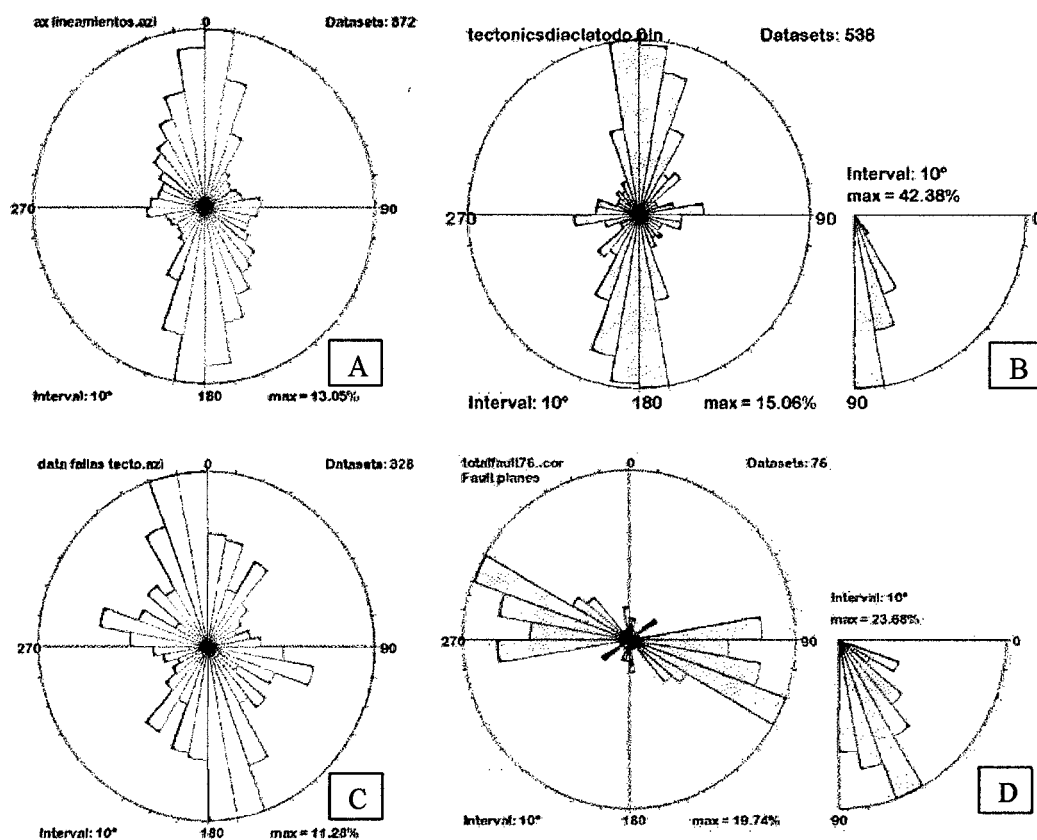 ax lineamientos.azi 0 Datasets: 872
270 90
Interval: 10° 180 max = 13.05%
A
tectonicsdiaclatodo.pin Datasets: 538
270 90
Interval: 10° 180 max = 15.06%
Interval: 10°
max = 42.38%
0
90
B
data fallas tecto.azi 0 Datasets: 328
270 90
Interval: 10° 180 max = 11.28%
C
totalfault76..cor 0 Datasets: 76
Fault planes
270 90
Interval: 10° 180 max = 19.74%
Interval: 10°
max = 23.68%
0
90
D